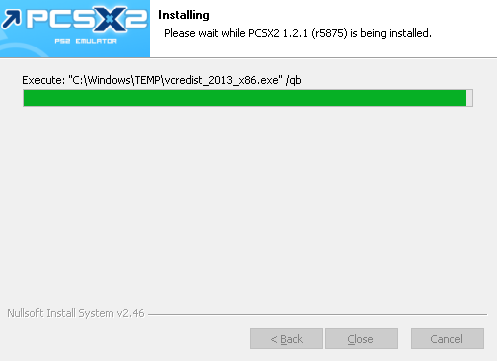 PCSX2
PS2 EMULATOR
Installing
Please wait while PCSX2 1.2.1 (r5875) is being installed.
Execute: "C:\Windows\TEMP\vcredist_2013_x86.exe" /qb
Nullsoft Install System v2.46
< Back
Close
Cancel